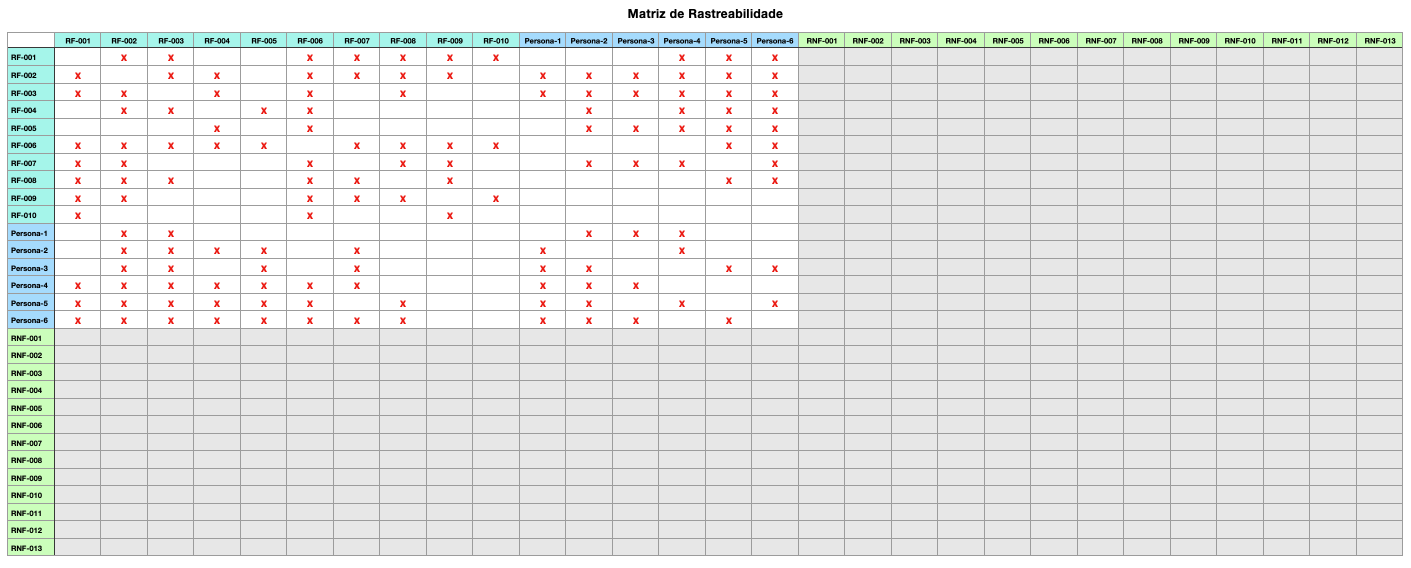 Matriz de Rastreabilidade
RF-001 RF-002 RF-003 RF-004 RF-005 RF-006 RF-007 RF-008 RF-009 RF-010 Persona-1 Persona-2 Persona-3 Persona-4 Persona-5 Persona-6 RNF-001 RNF-002 RNF-003 RNF-004 RNF-005 RNF-006 RNF-007 RNF-008 RNF-009 RNF-010 RNF-011 RNF-012 RNF-013
RF-001 X X X X X X X X X X
RF-002 X X X X X X X X X X X X X
RF-003 X X X X X X X X X X X
RF-004 X X X X X X X X
RF-005 X X X X X X X
RF-006 X X X X X X X X X X X
RF-007 X X X X X X X X X
RF-008 X X X X X X X X
RF-009 X X X X X X
RF-010 X X X
Persona-1 X X X X X
Persona-2 X X X X X X X
Persona-3 X X X X X X X X
Persona-4 X X X X X X X X X X
Persona-5 X X X X X X X X X X X
Persona-6 X X X X X X X X X X X X
RNF-001
RNF-002
RNF-003
RNF-004
RNF-005
RNF-006
RNF-007
RNF-008
RNF-009
RNF-010
RNF-011
RNF-012
RNF-013